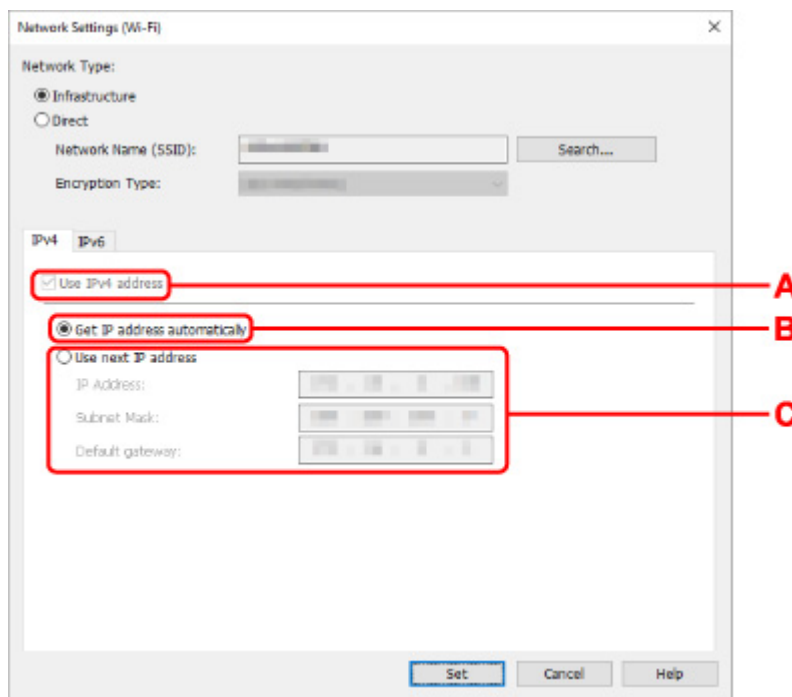 Network Settings (Wi-Fi)
Network Type:
Infrastructure
Direct
Network Name (SSID):
Search...
Encryption Type:
IPv4 IPv6
Use IPv4 address
A
Get IP address automatically
B
Use next IP address
IP Address:
Subnet Mask:
C
Default gateway:
Set Cancel Help